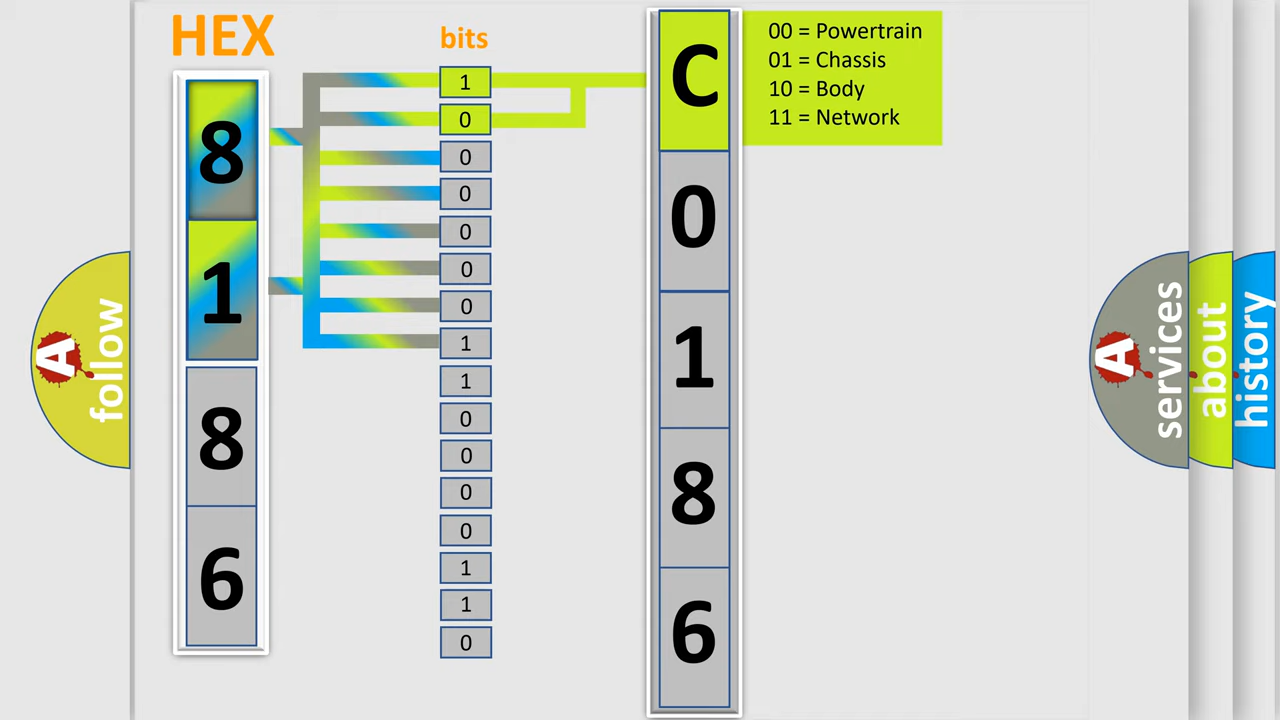 HEX
bits
8
1
8
6
1
0
0
0
0
0
0
1
1
0
0
0
0
1
1
0
C
0
1
8
6
00 = Powertrain
01 = Chassis
10 = Body
11 = Network
A
follow
A
services
about
history